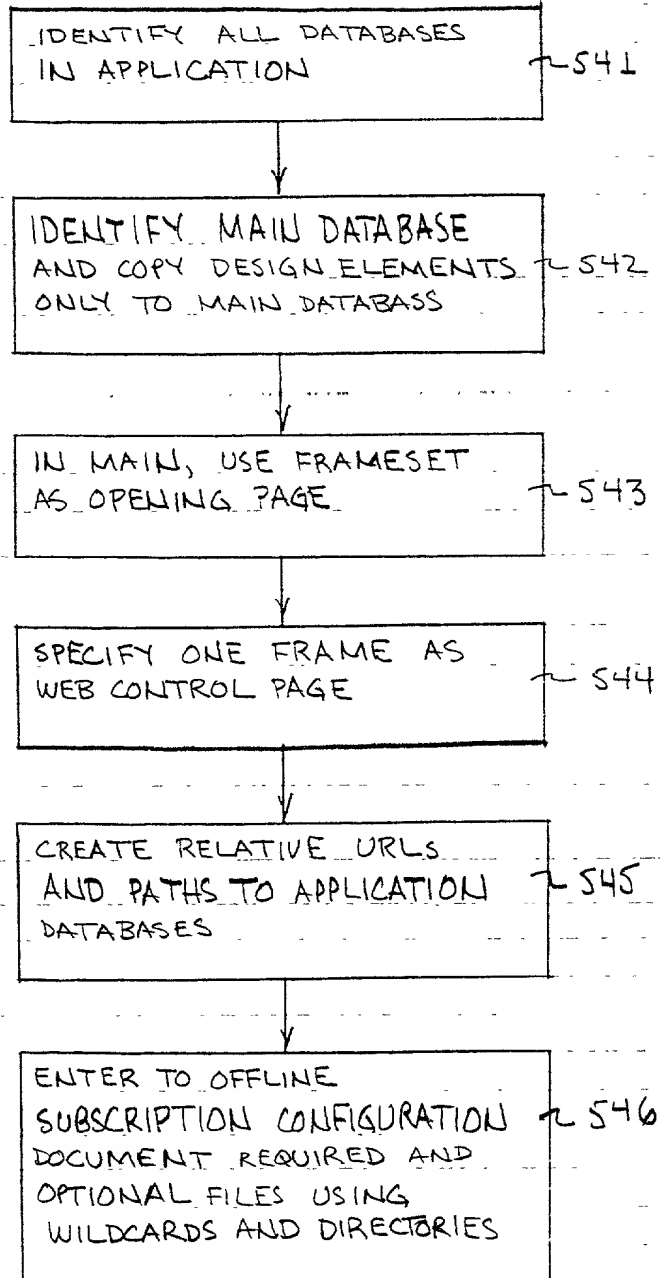 IDENTIFY ALL DATABASES
IN APPLICATION
541
IDENTIFY MAIN DATABASE
AND COPY DESIGN ELEMENTS
ONLY TO MAIN DATABASS
542
IN MAIN, USE FRAMESET
AS OPENING PAGE
543
SPECIFY ONE FRAME AS
WEB CONTROL PAGE
544
CREATE RELATIVE URLS
AND PATHS TO APPLICATION
DATABASES
545
ENTER TO OFFLINE
SUBSCRIPTION CONFIGURATION
DOCUMENT REQUIRED AND
OPTIONAL FILES USING
WILDCARDS AND DIRECTORIES
546